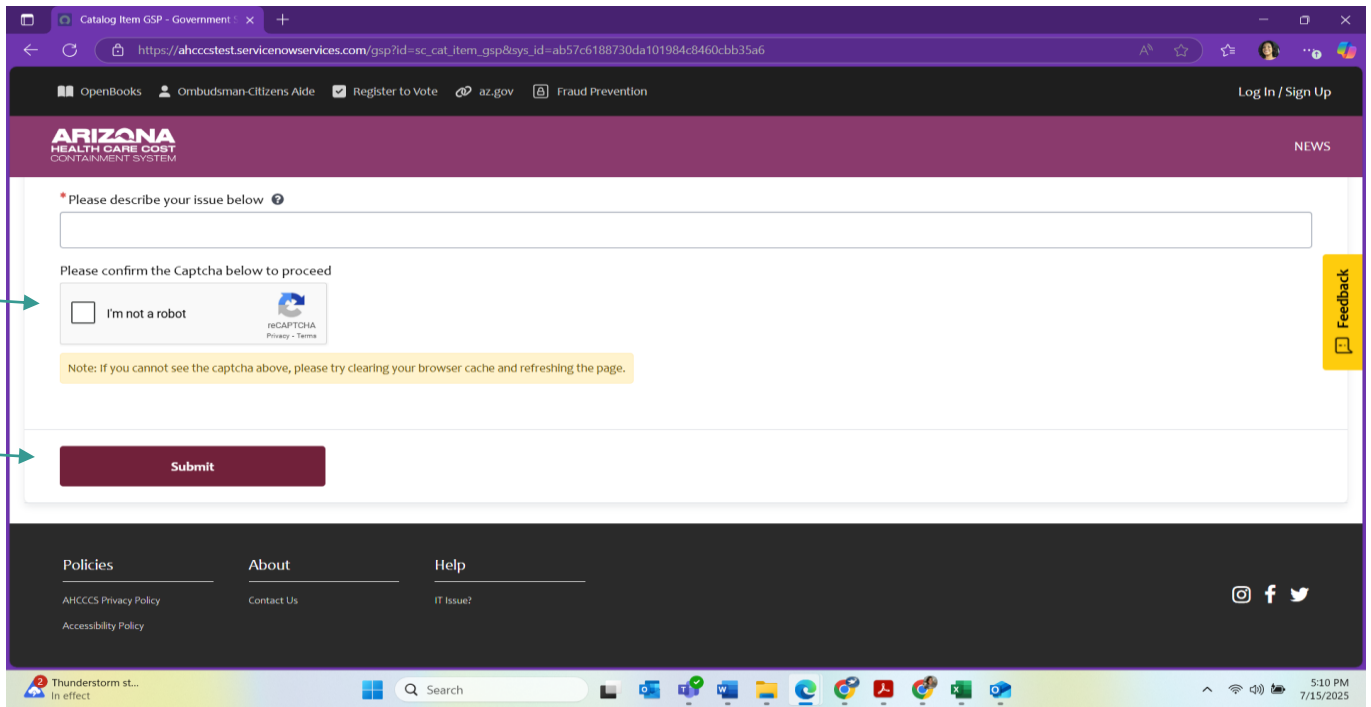 Catalog Item GSP - Government S
https://ahcccstest.servicenowservices.com/gsp?id=sc_cat_item_gsp&sys_id=ab57c6188730da101984c8460cbb35a6
OpenBooks Ombudsman-Citizens Aide Register to Vote az.gov Fraud Prevention Log In / Sign Up
ARIZONA
HEALTH CARE COST
CONTAINMENT SYSTEM
NEWS
* Please describe your issue below
Please confirm the Captcha below to proceed
I'm not a robot
reCAPTCHA
Privacy - Terms
Feedback
Note: If you cannot see the captcha above, please try clearing your browser cache and refreshing the page.
Submit
Policies About Help
AHCCCS Privacy Policy Contact Us IT Issue?
Accessibility Policy
2
Thunderstorm st...
In effect
Search
5:10 PM
7/15/2025